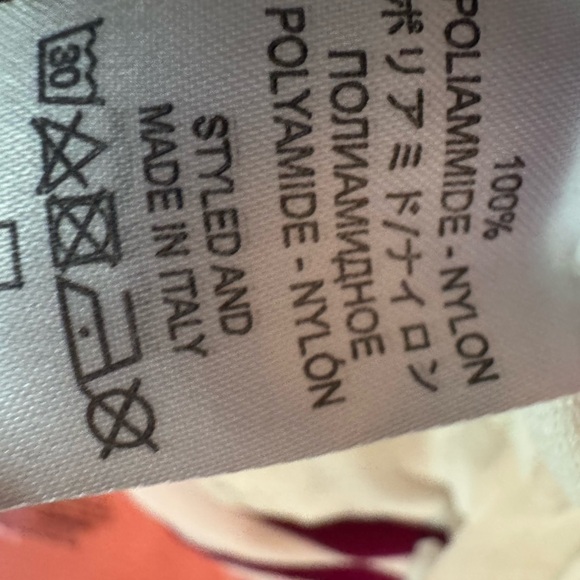 100%
POLIAMMIDE - NYLON
ポリアミド/ナイロン
ПОЛИАМИДНОЕ
POLYAMIDE - NYLÓN
STYLED AND
MADE IN ITALY
30